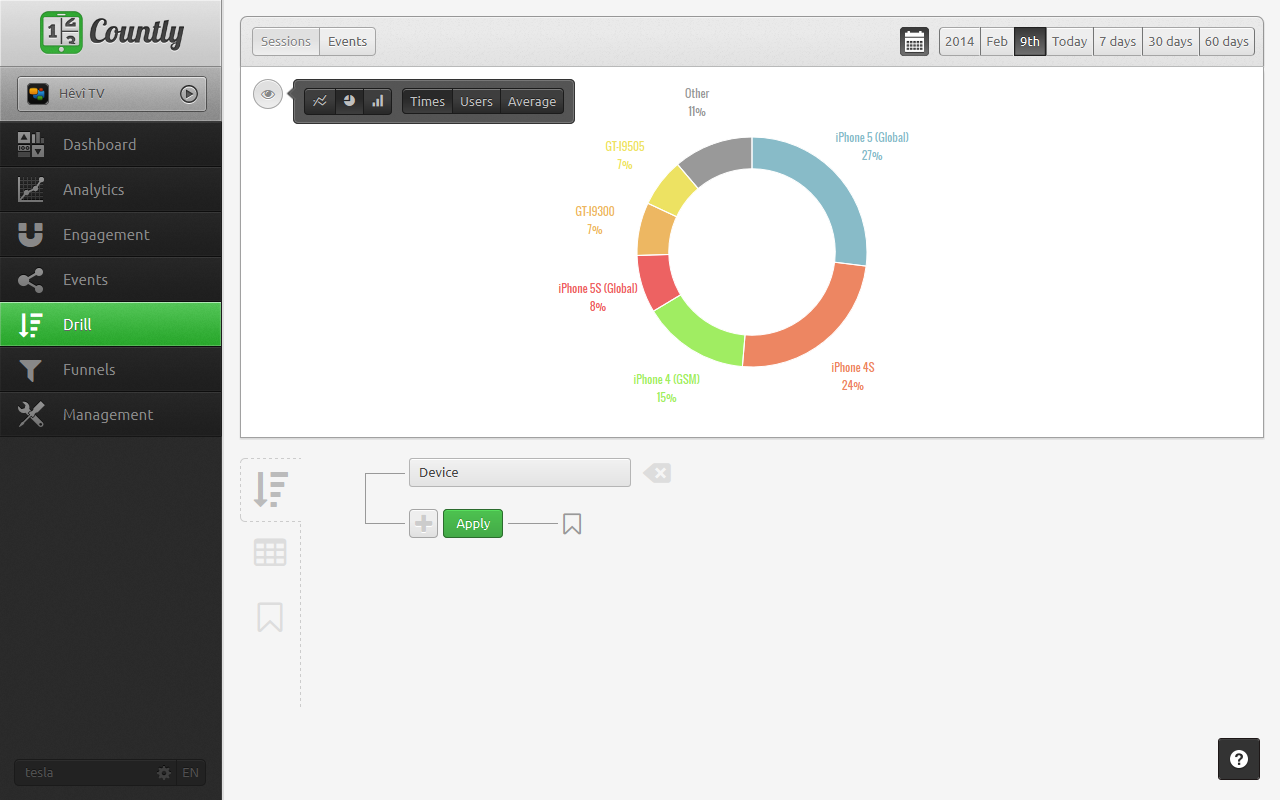 Countly
Hêvî TV
Dashboard
Analytics
Engagement
Events
Drill
Funnels
Management
tesla
EN
Sessions Events
2014 Feb 9th Today 7 days 30 days 60 days
Times Users Average
Other
11%
iPhone 5 (Global)
27%
GT-I9505
7%
GT-I9300
7%
iPhone 5S (Global)
8%
iPhone 4 (GSM)
15%
iPhone 4S
24%
Device
Apply